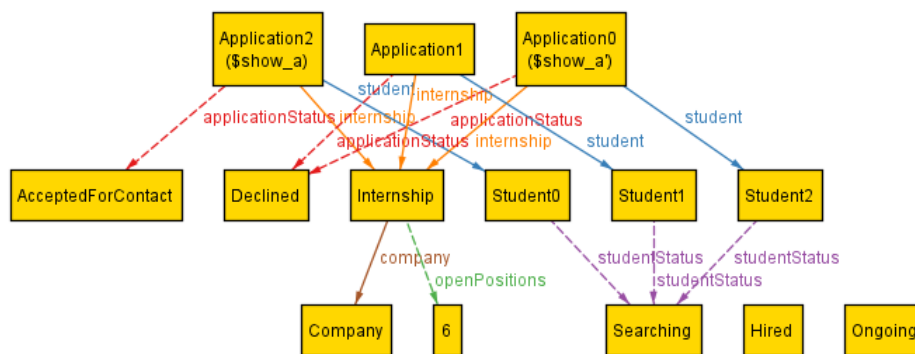 Application2
($show_a)
Application1
Application0
($show_a')
student
internship
applicationStatus
internship
applicationStatus
student
applicationStatus
internship
student
AcceptedForContact
Declined
Internship
Student0
Student1
Student2
company
studentStatus
studentStatus
openPositions
studentStatus
Company
6
Searching
Hired
Ongoing